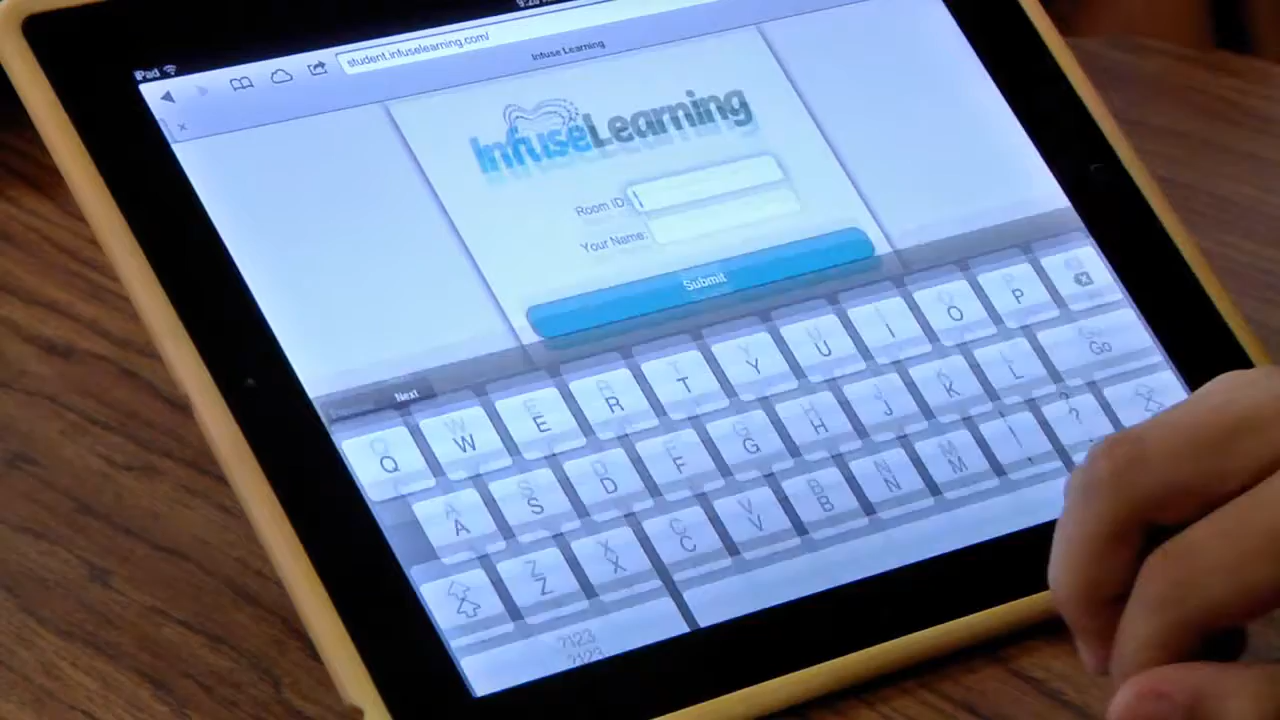 iPad
student.infuselearning.com/
Infuse Learning
InfuseLearning
Room ID:
Your Name:
Submit
Next
Q W E R T Y U I O P
A S D F G H J K L Go
Z X C V B N M
.?123